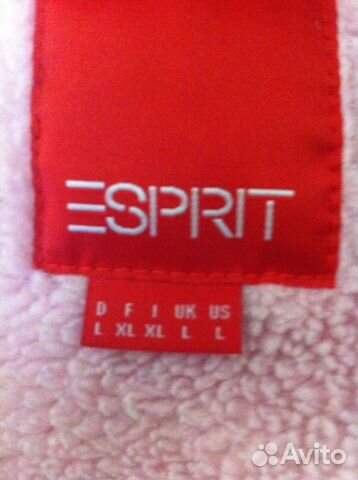 ESPRIT
D F I UK US
L XL XL L L
Avito